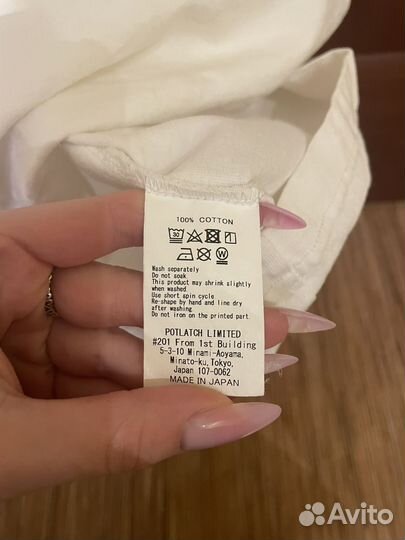 100% COTTON
30
W
Wash separately
Do not soak
This product may shrink slightly
when washed
Use short spin cycle
Re-shape by hand and line dry
after washing
Do not iron on the printed part
POTLATCH LIMITED
#201 From 1st Building
5-3-10 Minami-Aoyama,
Minato-ku,Tokyo,
Japan 107-0062
MADE IN JAPAN
Avito